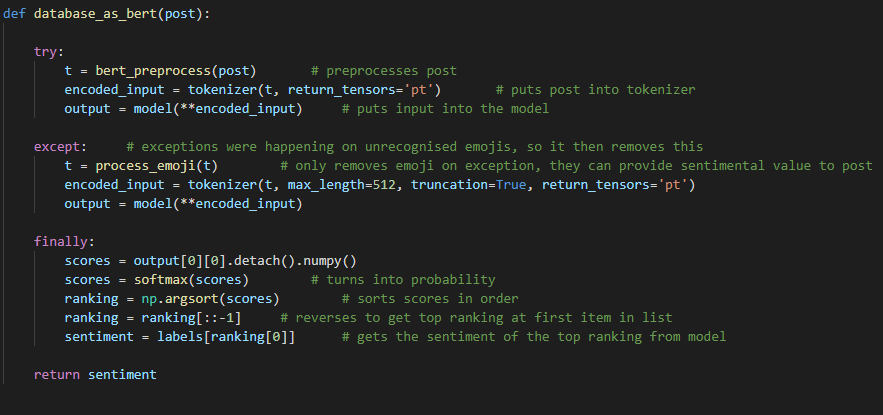 def database_as_bert(post):
try:
t = bert_preprocess(post) # preprocesses post
encoded_input = tokenizer(t, return_tensors='pt') # puts post into tokenizer
output = model(**encoded_input) # puts input into the model
except: # exceptions were happening on unrecognised emojis, so it then removes this
t = process_emoji(t) # only removes emoji on exception, they can provide sentimental value to post
encoded_input = tokenizer(t, max_length=512, truncation=True, return_tensors='pt')
output = model(**encoded_input)
finally:
scores = output[0][0].detach().numpy()
scores = softmax(scores) # turns into probability
ranking = np.argsort(scores) # sorts scores in order
ranking = ranking[::-1] # reverses to get top ranking at first item in list
sentiment = labels[ranking[0]] # gets the sentiment of the top ranking from model
return sentiment